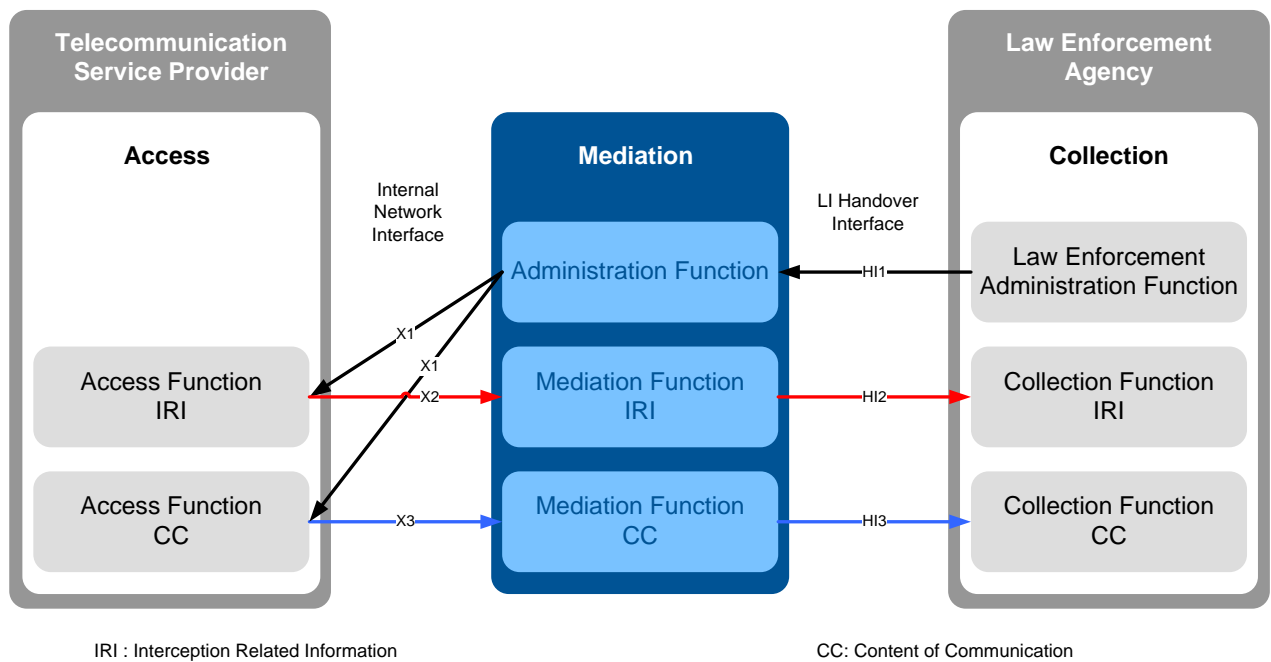 Telecommunication
Service Provider
Law Enforcement
Agency
Access
Mediation
Collection
Internal
Network
Interface
LI Handover
Interface
Administration Function
HI1
Law Enforcement
Administration Function
X1
X1
Access Function
IRI
X2
Mediation Function
IRI
HI2
Collection Function
IRI
Access Function
CC
X3
Mediation Function
CC
HI3
Collection Function
CC
IRI : Interception Related Information
CC: Content of Communication